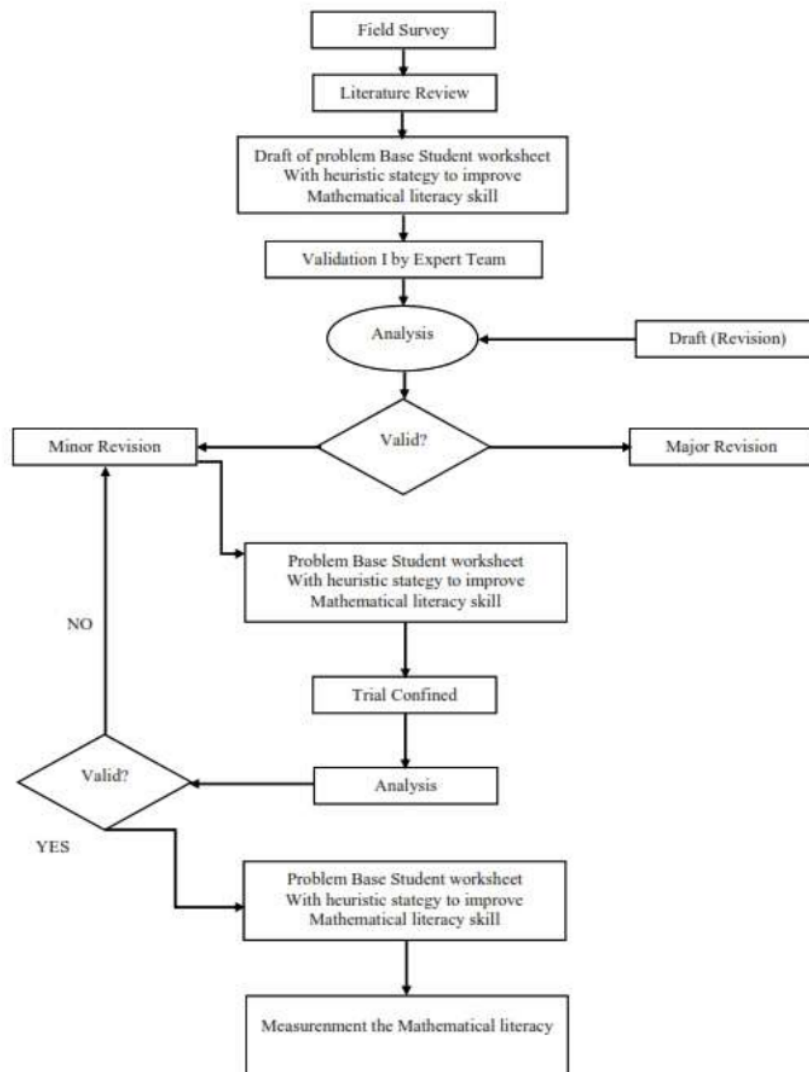 Field Survey
Literature Review
Draft of problem Base Student worksheet
With heuristic stategy to improve
Mathematical literacy skill
Validation I by Expert Team
Analysis
Draft (Revision)
Minor Revision
Valid?
Major Revision
Problem Base Student worksheet
With heuristic stategy to improve
Mathematical literacy skill
NO
Trial Confined
Valid?
Analysis
YES
Problem Base Student worksheet
With heuristic stategy to improve
Mathematical literacy skill
Measurenment the Mathematical literacy